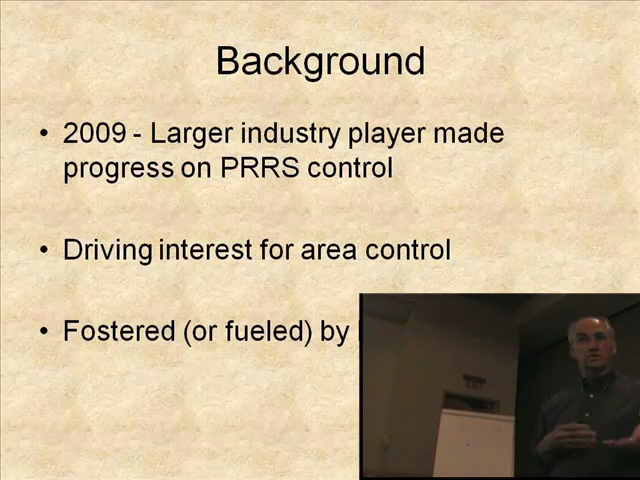 Background
• 2009 - Larger industry player made
progress on PRRS control
• Driving interest for area control
• Fostered (or fueled) by
EXIT